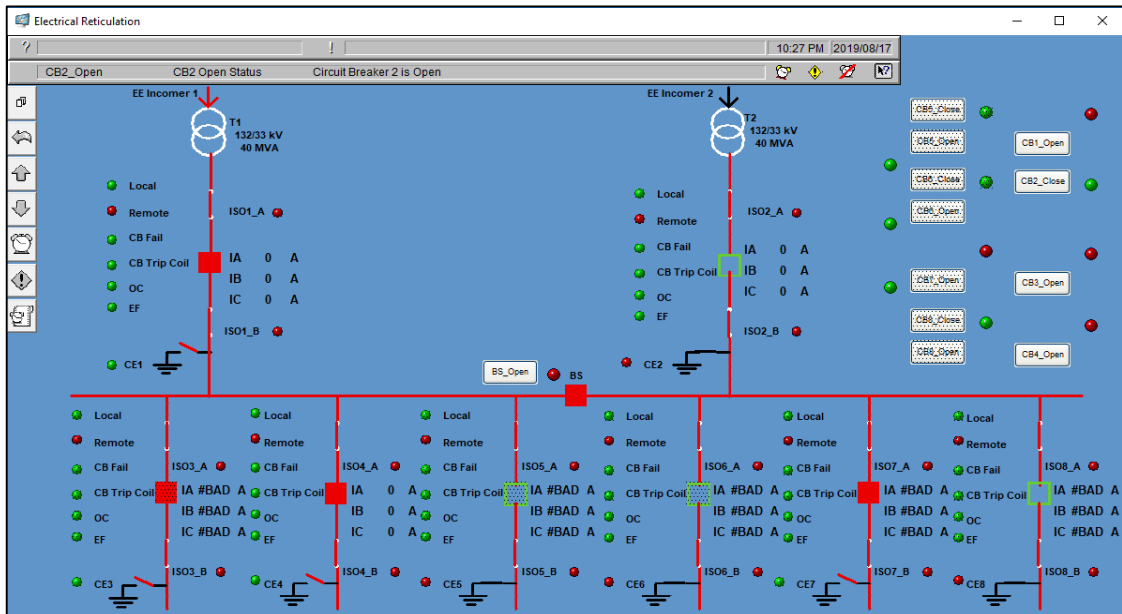 Electrical Reticulation
? ! 10:27 PM 2019/08/17
CB2_Open CB2 Open Status Circuit Breaker 2 is Open
EE Incomer 1
T1
132/33 kV
40 MVA
Local
Remote
ISO1_A
CB Fail
CB Trip Coil
IA 0 A
IB 0 A
IC 0 A
OC
EF
ISO1_B
CE1
EE Incomer 2
T2
132/33 kV
40 MVA
Local
Remote
ISO2_A
CB Fail
CB Trip Coil
IA 0 A
IB 0 A
IC 0 A
OC
EF
ISO2_B
CE2
CB5_Close
CB5_Open
CB1_Open
CB6_Close
CB2_Close
CB6_Open
CB7_Open
CB3_Open
CB8_Close
CB8_Open
CB4_Open
BS_Open
BS
Local
Remote
CB Fail
ISO3_A
CB Trip Coil
IA #BAD A
IB #BAD A
IC #BAD A
OC
EF
ISO3_B
CE3
Local
Remote
CB Fail
ISO4_A
CB Trip Coil
IA 0 A
IB 0 A
IC 0 A
OC
EF
ISO4_B
CE4
Local
Remote
CB Fail
ISO5_A
CB Trip Coil
IA #BAD A
IB #BAD A
IC #BAD A
OC
EF
ISO5_B
CE5
Local
Remote
CB Fail
ISO6_A
CB Trip Coil
IA #BAD A
IB #BAD A
IC #BAD A
OC
EF
ISO6_B
CE6
Local
Remote
CB Fail
ISO7_A
CB Trip Coil
IA #BAD A
IB #BAD A
IC #BAD A
OC
EF
ISO7_B
CE7
Local
Remote
CB Fail
ISO8_A
CB Trip Coil
IA #BAD A
IB #BAD A
IC #BAD A
OC
EF
ISO8_B
CE8